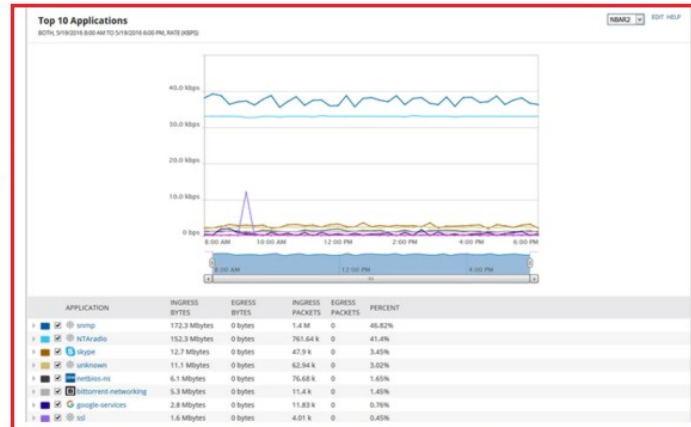 Top 10 Applications
NBAR2 EDIT HELP
BOTH, 5/19/2016 8:00 AM TO 5/19/2016 6:00 PM, RATE (KBPS)
40.0 kbps
30.0 kbps
20.0 kbps
10.0 kbps
0 bps
8:00 AM 10:00 AM 12:00 PM 2:00 PM 4:00 PM 6:00 PM
8:00 AM 12:00 PM 4:00 PM
APPLICATION INGRESS BYTES EGRESS BYTES INGRESS PACKETS EGRESS PACKETS PERCENT
snmp 172.3 Mbytes 0 bytes 1.4 M 0 46.82%
NTAradio 152.3 Mbytes 0 bytes 761.64 k 0 41.4%
skype 12.7 Mbytes 0 bytes 47.9 k 0 3.45%
unknown 11.1 Mbytes 0 bytes 62.94 k 0 3.02%
netbios-ns 6.1 Mbytes 0 bytes 76.68 k 0 1.65%
bittorrent-networking 5.3 Mbytes 0 bytes 11.4 k 0 1.45%
google-services 2.8 Mbytes 0 bytes 11.83 k 0 0.76%
ssl 1.6 Mbytes 0 bytes 4.01 k 0 0.45%